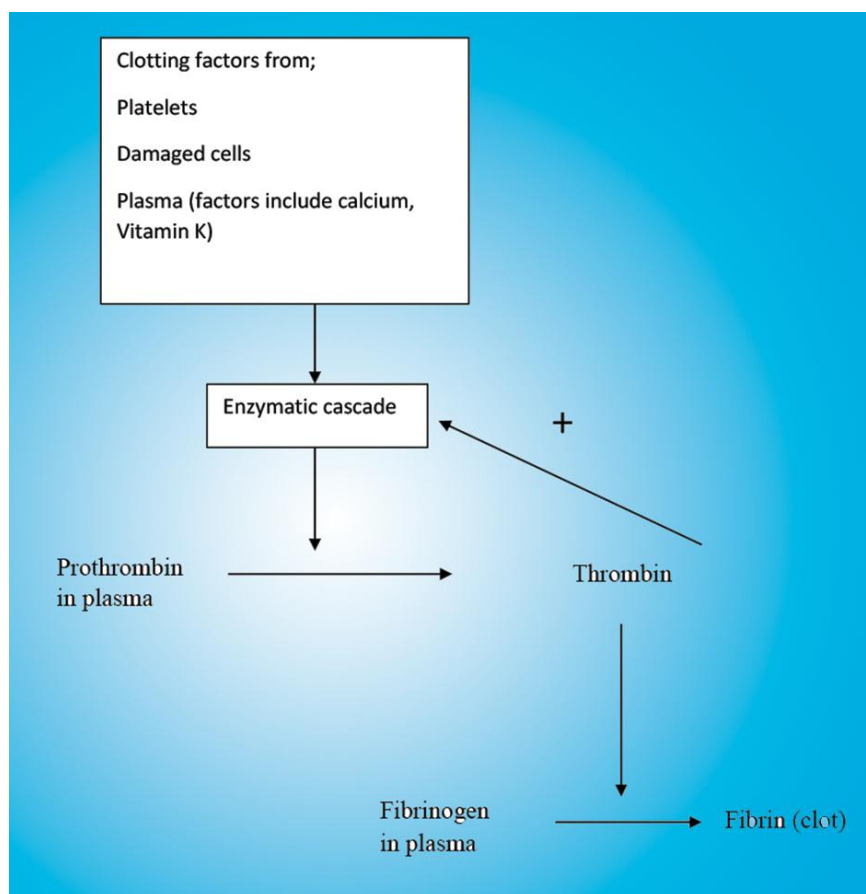 Clotting factors from;
Platelets
Damaged cells
Plasma (factors include calcium,
Vitamin K)
Enzymatic cascade
+
Prothrombin
in plasma
Thrombin
Fibrinogen
in plasma
Fibrin (clot)